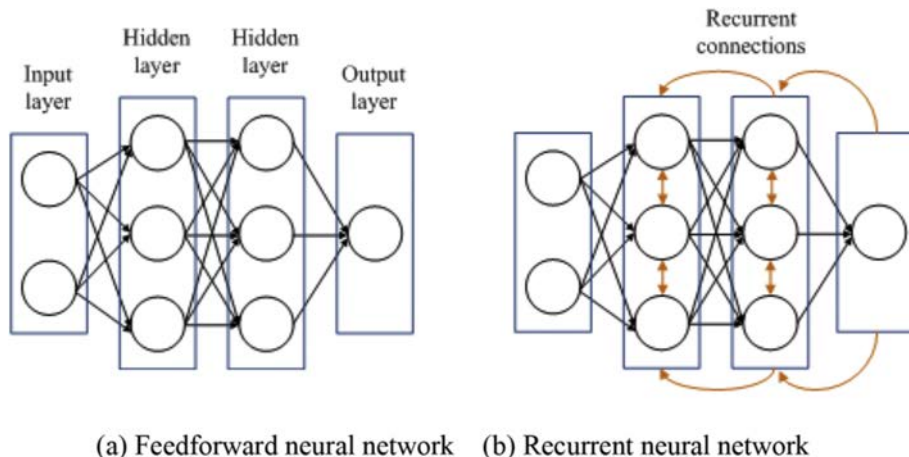 Input
layer
Hidden
layer
Hidden
layer
Output
layer
Recurrent
connections
(a) Feedforward neural network
(b) Recurrent neural network